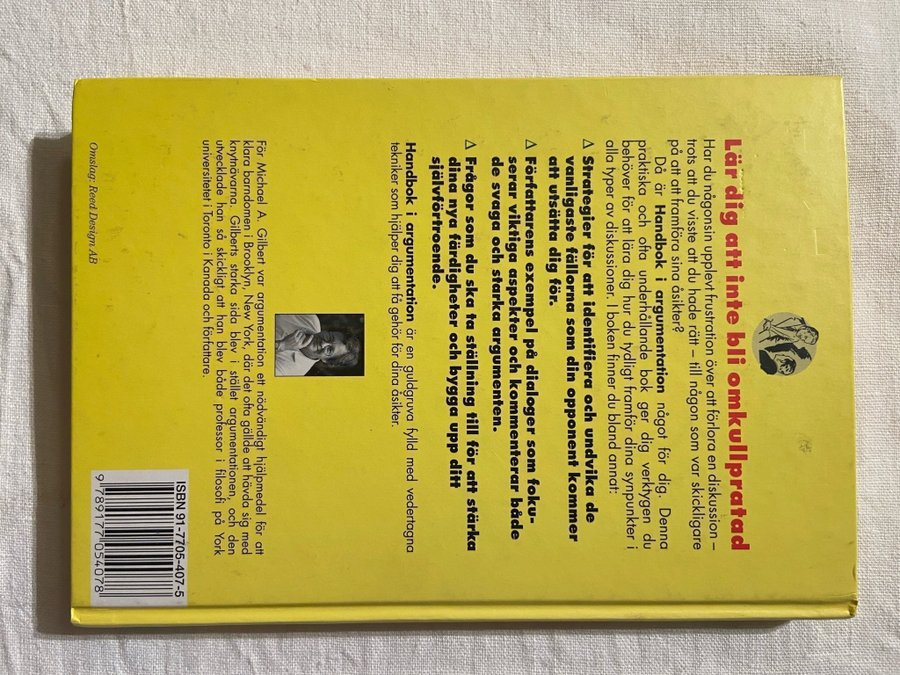 Lär dig att inte bli omkullpratad
Har du någonsin upplevt frustration över att förlora en diskussion –
trots att du visste att du hade rätt – till någon som var skickligare
på att att framföra sina åsikter?
Då är Handbok i argumentation något för dig. Denna
praktiska och ofta underhållande bok ger dig verktygen du
behöver för att lära dig hur du tydligt framför dina synpunkter i
alla typer av diskussioner. I boken finner du bland annat:
Δ Strategier för att identifiera och undvika de
vanligaste fällorna som din opponent kommer
att utsätta dig för.
Δ Författarens exempel på dialoger som foku-
serar viktiga aspekter och kommenterar både
de svaga och starka argumenten.
Δ Frågor som du ska ta ställning till för att stärka
dina nya färdigheter och bygga upp ditt
självförtroende.
Handbok i argumentation är en guldgruva fylld med vedertagna
tekniker som hjälper dig att få gehör för dina åsikter.
För Michael A. Gilbert var argumentation ett nödvändigt hjälpmedel för att
klara barndomen i Brooklyn, New York, där det ofta gällde att hävda sig med
knytnävarna. Gilberts starka sida blev i stället argumentationen, och den
utvecklade han så skickligt att han blev både professor i filosofi på York
universitetet i Toronto i Kanada och författare.
Omslag: Reed Design AB
ISBN 91-7705-407-5
9789177054078